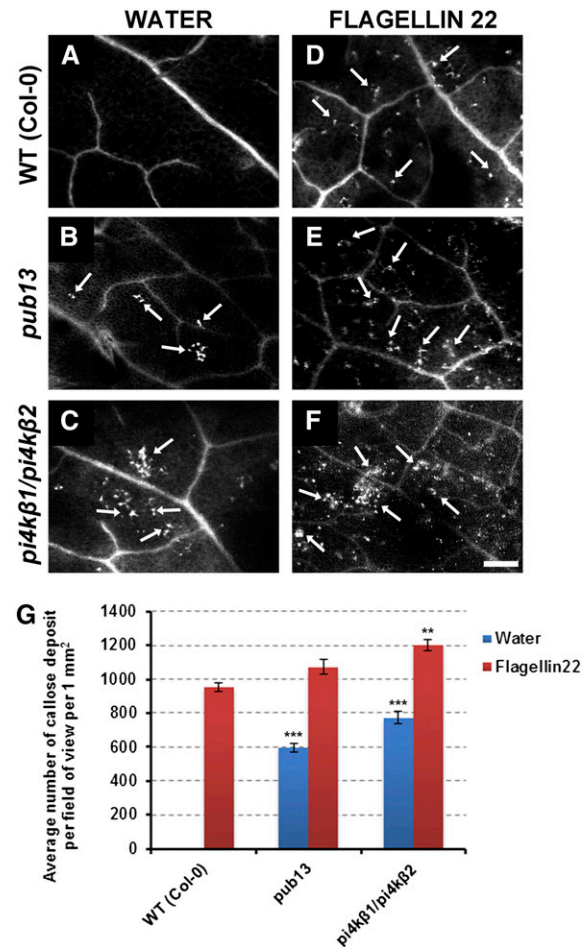 WATER
FLAGELLIN 22
WT (Col-0)
A
D
pub13
B
E
pi4kβ1/pi4kβ2
C
F
G
Average number of callose deposit
per field of view per 1 mm²
1400
1200
1000
800
600
400
200
0
***
***
**
Water
Flagellin22
WT (Col-0)
pub13
pi4kβ1/pi4kβ2